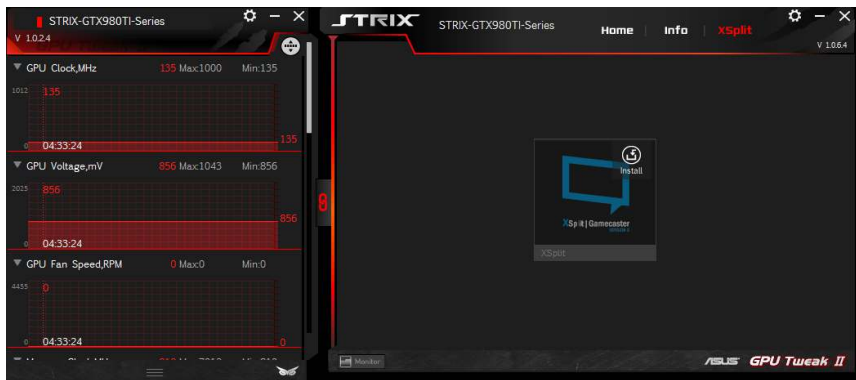 STRIX-GTX980TI-Series
V 1.0.2.4
GPU Clock,MHz 135 Max:1000 Min:135
1012 135
135
0 04:33:24
GPU Voltage,mV 856 Max:1043 Min:856
2025 856
856
0 04:33:24
GPU Fan Speed,RPM 0 Max:0 Min:0
4455 0
0 04:33:24 0
STRIX STRIX-GTX980TI-Series Home Info XSplit
V 1.0.6.4
Install
XSplit Gamecaster
XSplit
Monitor
ASUS GPU Tweak II